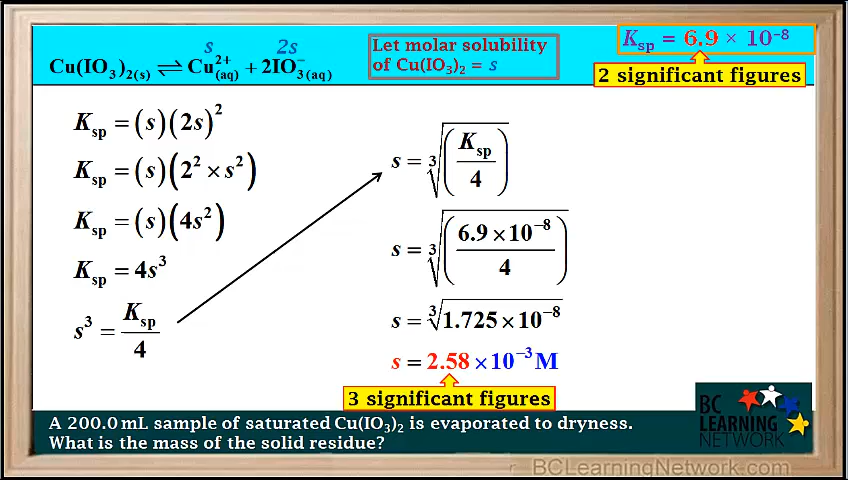 s 2s
Cu(IO₃)₂₍s₎ ⇌ Cu²⁺(aq) + 2IO₃⁻(aq)
Let molar solubility
of Cu(IO₃)₂ = s
Ksp = 6.9 × 10⁻⁸
2 significant figures
Ksp = (s)(2s)²
Ksp = (s)(2² × s²)
Ksp = (s)(4s²)
Ksp = 4s³
s³ = Ksp/4
s = ∛(Ksp/4)
s = ∛(6.9 × 10⁻⁸/4)
s = ∛1.725 × 10⁻⁸
s = 2.58 × 10⁻³ M
3 significant figures
A 200.0 mL sample of saturated Cu(IO₃)₂ is evaporated to dryness.
What is the mass of the solid residue?
BC
LEARNING
NETWORK
BCLearningNetwork.com